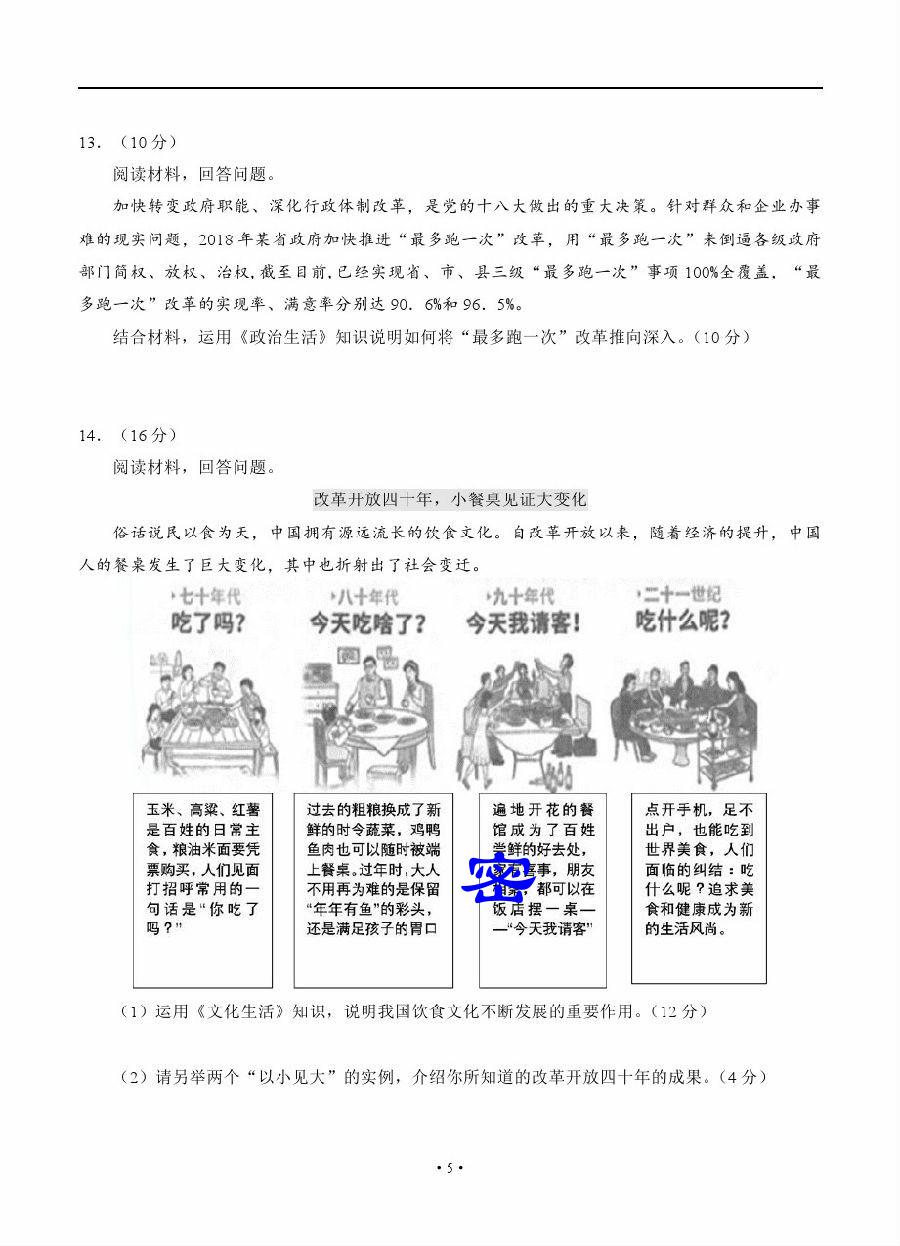 13．（10 分）
阅读材料，回答问题。
加快转变政府职能、深化行政体制改革，是党的十八大做出的重大决策。针对群众和企业办事
难的现实问题，2018 年某省政府加快推进“最多跑一次”改革，用“最多跑一次”来倒逼各级政府
部门简权、放权、治权，截至目前，已经实现省、市、县三级“最多跑一次”事项 100%全覆盖，“最
多跑一次”改革的实现率、满意率分别达 90．6%和 96．5%。
结合材料，运用《政治生活》知识说明如何将“最多跑一次”改革推向深入。（10 分）
14．（16 分）
阅读材料，回答问题。
改革开放四十年，小餐桌见证大变化
俗话说民以食为天，中国拥有源远流长的饮食文化。自改革开放以来，随着经济的提升，中国
人的餐桌发生了巨大变化，其中也折射出了社会变迁。
七十年代
吃了吗？
八十年代
今天吃啥了？
九十年代
今天我请客！
二十一世纪
吃什么呢？
玉米、高粱、红薯
是百姓的日常主
食，粮油米面要凭
票购买，人们见面
打招呼常用的一
句话是“你吃了
吗？”
过去的粗粮换成了新
鲜的时令蔬菜，鸡鸭
鱼肉也可以随时被端
上餐桌。过年时，大人
不用再为难的是保留
“年年有鱼”的彩头，
还是满足孩子的胃口
遍地开花的餐
馆成为了百姓
尝鲜的好去处，
喜事，朋友
，都可以在
饭店摆一桌—
—“今天我请客”
密
点开手机，足不
出户，也能吃到
世界美食，人们
面临的纠结：吃
什么呢？追求美
食和健康成为新
的生活风尚。
（1）运用《文化生活》知识，说明我国饮食文化不断发展的重要作用。（12 分）
（2）请另举两个“以小见大”的实例，介绍你所知道的改革开放四十年的成果。（4 分）
·5·